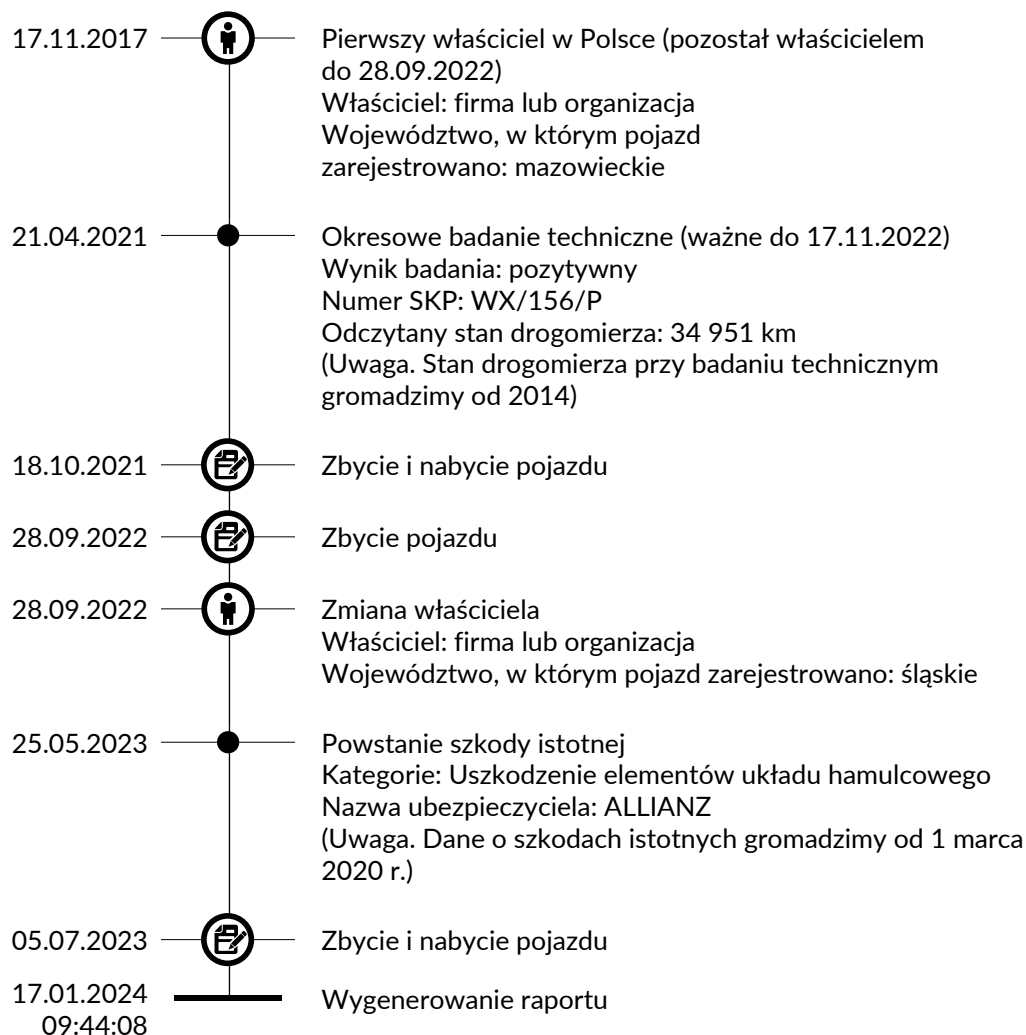 17.11.2017
Pierwszy właściciel w Polsce (pozostał właścicielem
do 28.09.2022)
Właściciel: firma lub organizacja
Województwo, w którym pojazd
zarejestrowano: mazowieckie
21.04.2021
Okresowe badanie techniczne (ważne do 17.11.2022)
Wynik badania: pozytywny
Numer SKP: WX/156/P
Odczytany stan drogomierza: 34 951 km
(Uwaga. Stan drogomierza przy badaniu technicznym
gromadzimy od 2014)
18.10.2021
Zbycie i nabycie pojazdu
28.09.2022
Zbycie pojazdu
28.09.2022
Zmiana właściciela
Właściciel: firma lub organizacja
Województwo, w którym pojazd zarejestrowano: śląskie
25.05.2023
Powstanie szkody istotnej
Kategorie: Uszkodzenie elementów układu hamulcowego
Nazwa ubezpieczyciela: ALLIANZ
(Uwaga. Dane o szkodach istotnych gromadzimy od 1 marca
2020 r.)
05.07.2023
Zbycie i nabycie pojazdu
17.01.2024
09:44:08
Wygenerowanie raportu